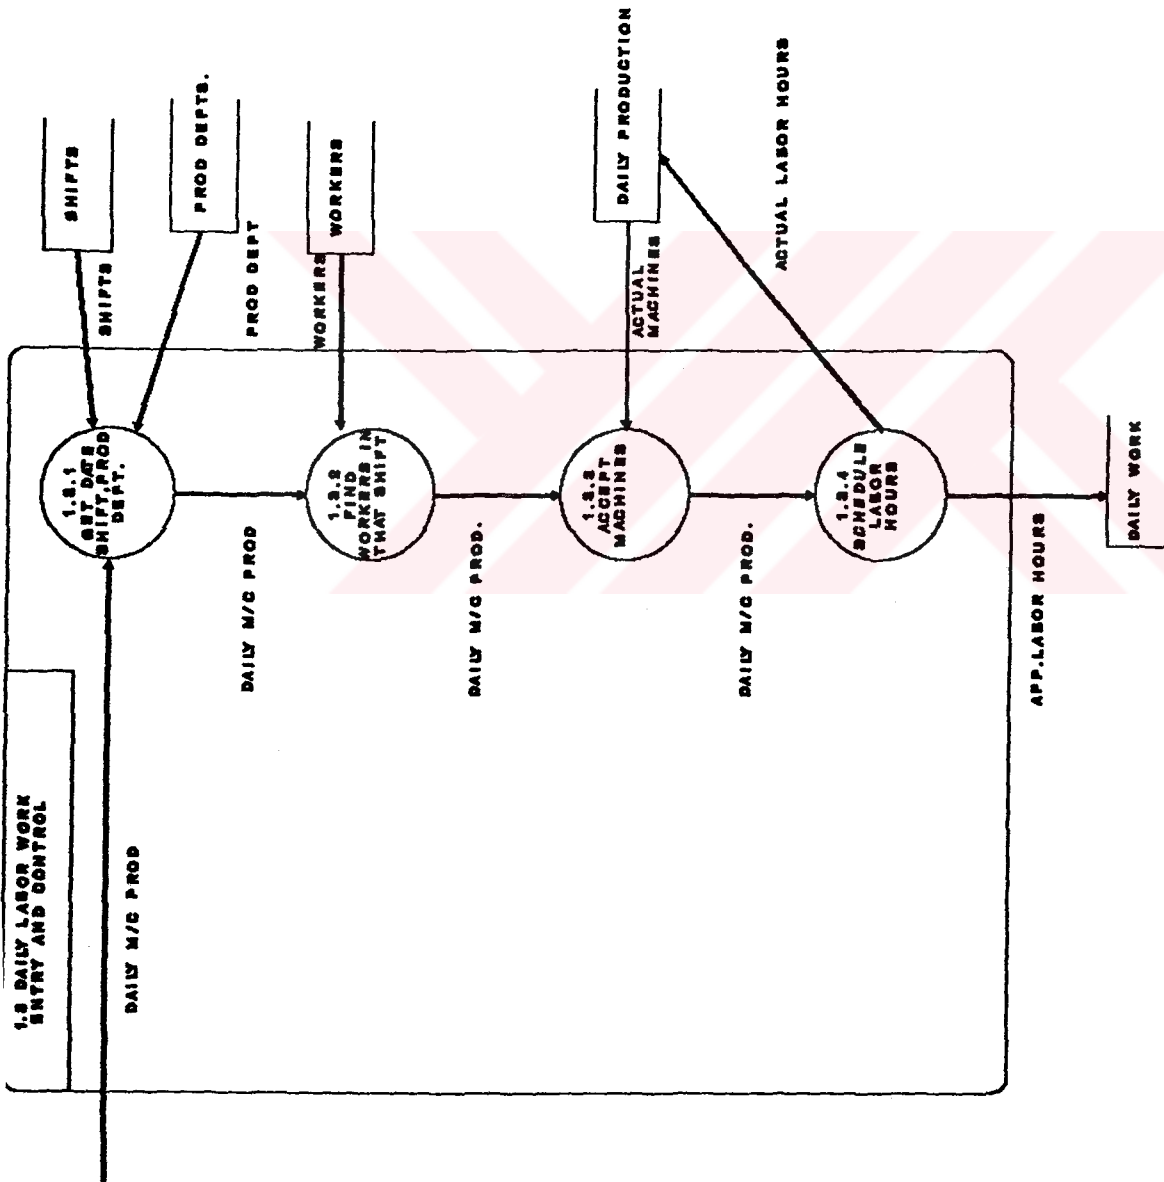 1.3 DAILY LABOR WORK
ENTRY AND CONTROL
DAILY M/C PROD
1.3.1
GET DATE
SHIFT,PROD
DEPT.
SHIFTS
SHIFTS
PROD DEPTS.
PROD DEPT
DAILY M/C PROD
1.3.2
FIND
WORKERS IN
THAT SHIFT
WORKERS
WORKERS
DAILY M/C PROD.
1.3.3
ACCEPT
MACHINES
ACTUAL
MACHINES
DAILY PRODUCTION
DAILY M/C PROD.
ACTUAL LABOR HOURS
1.3.4
SCHEDULE
LABOR
HOURS
APP.LABOR HOURS
DAILY WORK